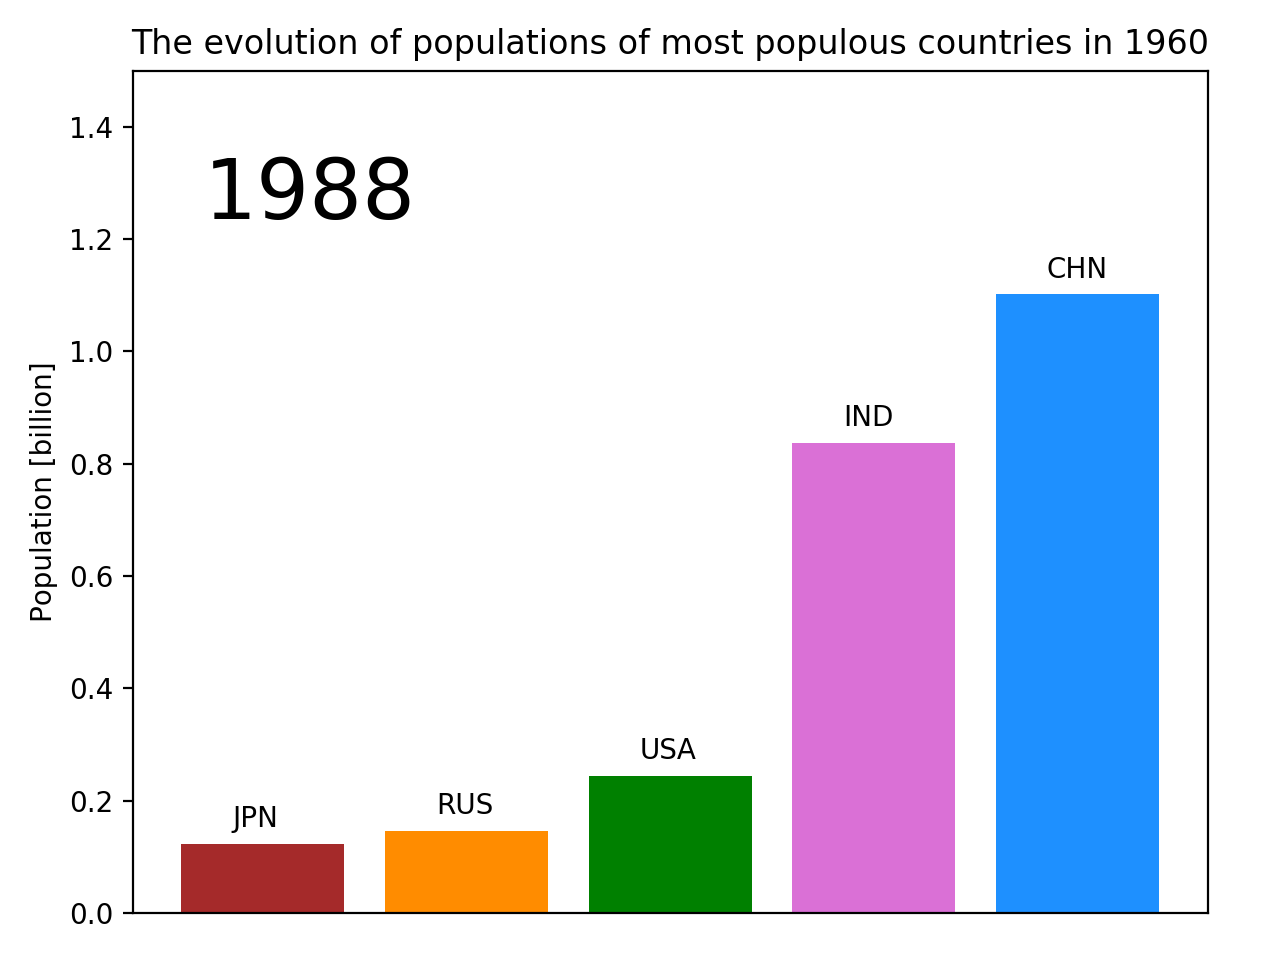 The evolution of populations of most populous countries in 1960
1988
Population [billion]
1.4
1.2
1.0
0.8
0.6
0.4
0.2
0.0
JPN
RUS
USA
IND
CHN